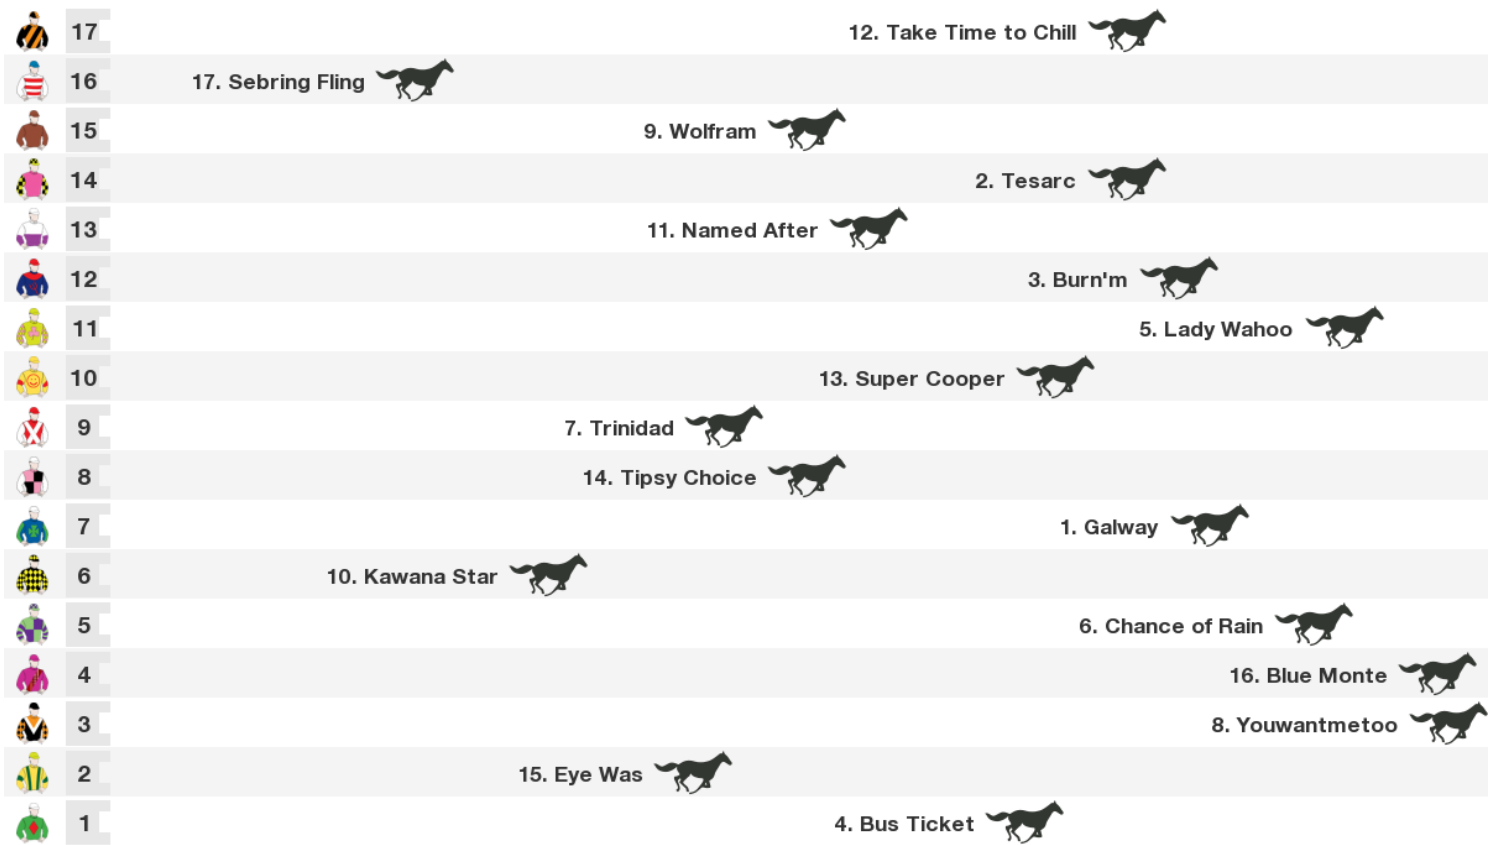 17 12. Take Time to Chill
16 17. Sebring Fling
15 9. Wolfram
14 2. Tesarc
13 11. Named After
12 3. Burn'm
11 5. Lady Wahoo
10 13. Super Cooper
9 7. Trinidad
8 14. Tipsy Choice
7 1. Galway
6 10. Kawana Star
5 6. Chance of Rain
4 16. Blue Monte
3 8. Youwantmetoo
2 15. Eye Was
1 4. Bus Ticket